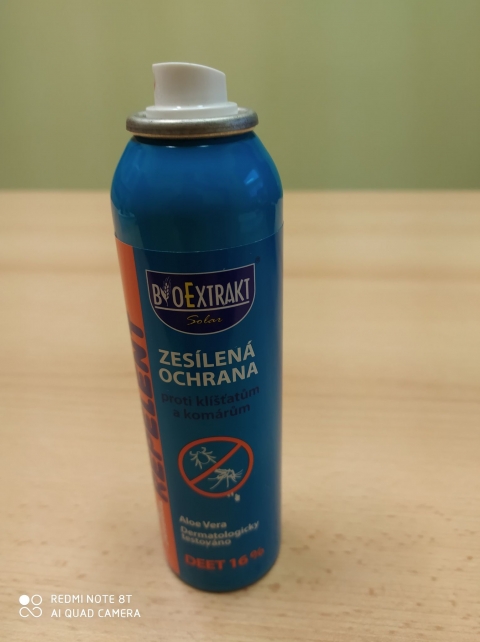 BIOEXTRAKT
Solar
ZESÍLENÁ
OCHRANA
proti klíšťatům
a komárům
REPELENT
Aloe Vera
Dermatologicky
testováno
DEET 16%
REDMI NOTE 8T
AI QUAD CAMERA